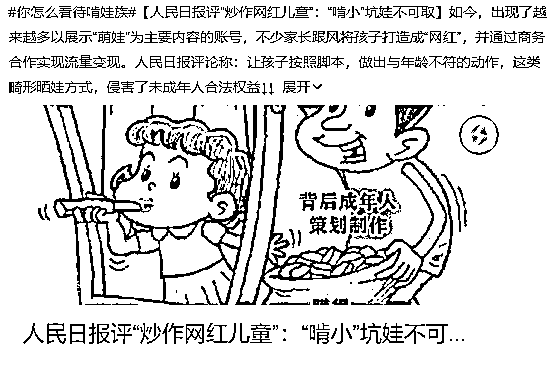 #你怎么看待啃娃族#【人民日报评“炒作网红儿童”：“啃小”坑娃不可取】如今，出现了越
来越多以展示“萌娃”为主要内容的账号，不少家长跟风将孩子打造成“网红”，并通过商务
合作实现流量变现。人民日报评论称：让孩子按照脚本，做出与年龄不符的动作，这类
畸形晒娃方式，侵害了未成年人合法权益！！ 展开
背后成年人
策划制作
人民日报评“炒作网红儿童”：“啃小”坑娃不可...